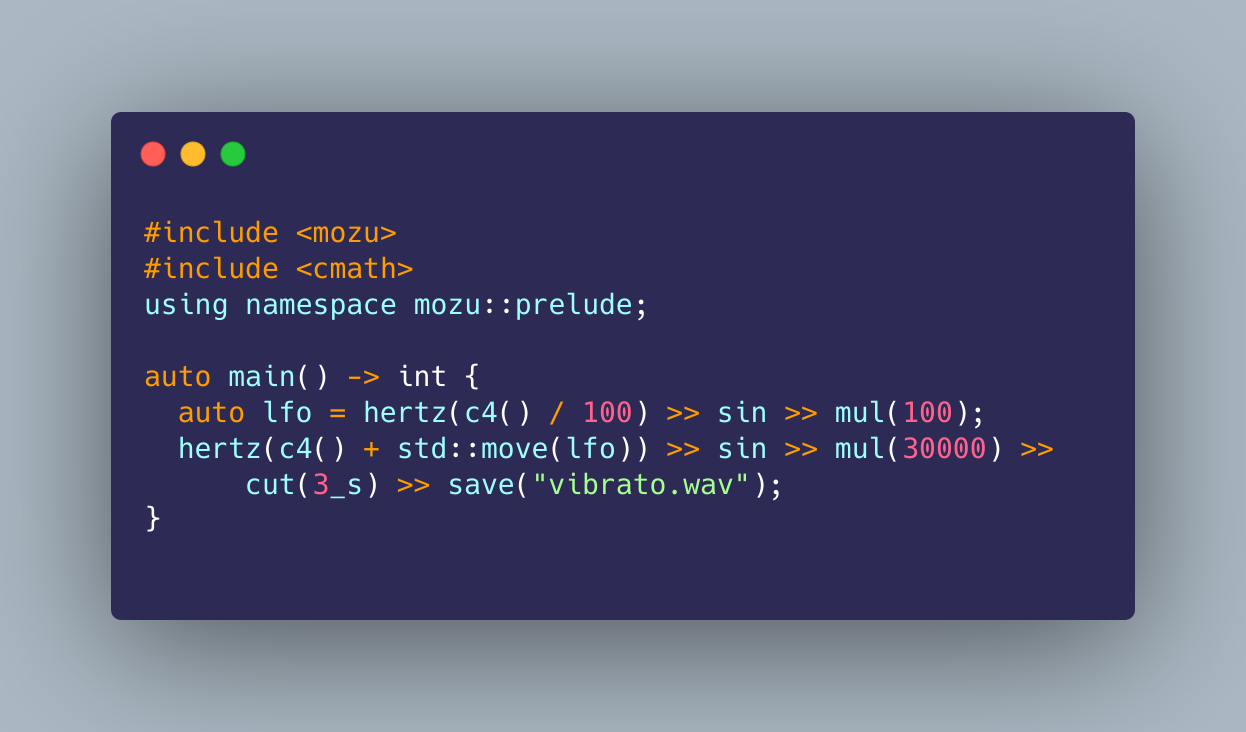 #include <mozu>
#include <cmath>
using namespace mozu::prelude;

auto main() -> int {
  auto lfo = hertz(c4() / 100) >> sin >> mul(100);
  hertz(c4() + std::move(lfo)) >> sin >> mul(30000) >>
      cut(3_s) >> save("vibrato.wav");
}